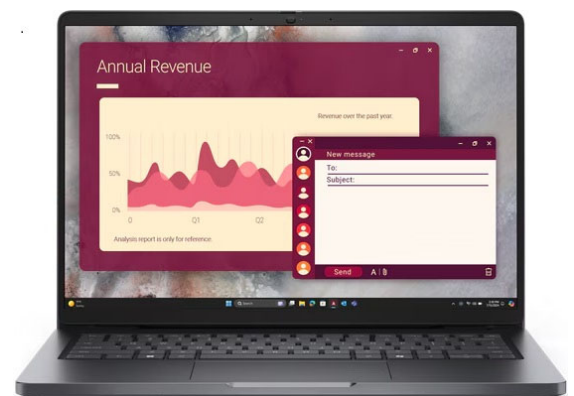 Annual Revenue
Revenue over the past year.
100%
50%
0%
0
Q1
Q2
Analysis report is only for reference.
New message
To:
Subject:
Send
A